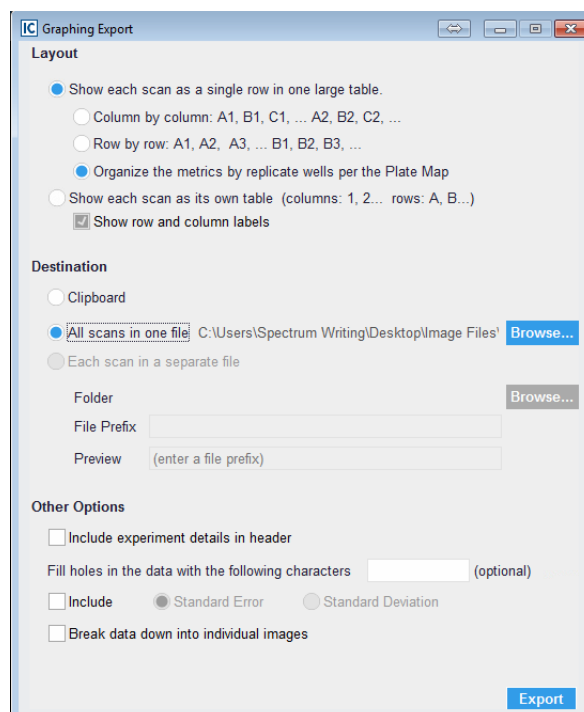 IC Graphing Export
Layout
Show each scan as a single row in one large table.
Column by column: A1, B1, C1, ... A2, B2, C2, ...
Row by row: A1, A2, A3, ... B1, B2, B3, ...
Organize the metrics by replicate wells per the Plate Map
Show each scan as its own table (columns: 1, 2... rows: A, B...)
Show row and column labels
Destination
Clipboard
All scans in one file C:\Users\Spectrum Writing\Desktop\Image Files\ Browse...
Each scan in a separate file
Folder Browse...
File Prefix
Preview (enter a file prefix)
Other Options
Include experiment details in header
Fill holes in the data with the following characters (optional)
Include Standard Error Standard Deviation
Break data down into individual images
Export